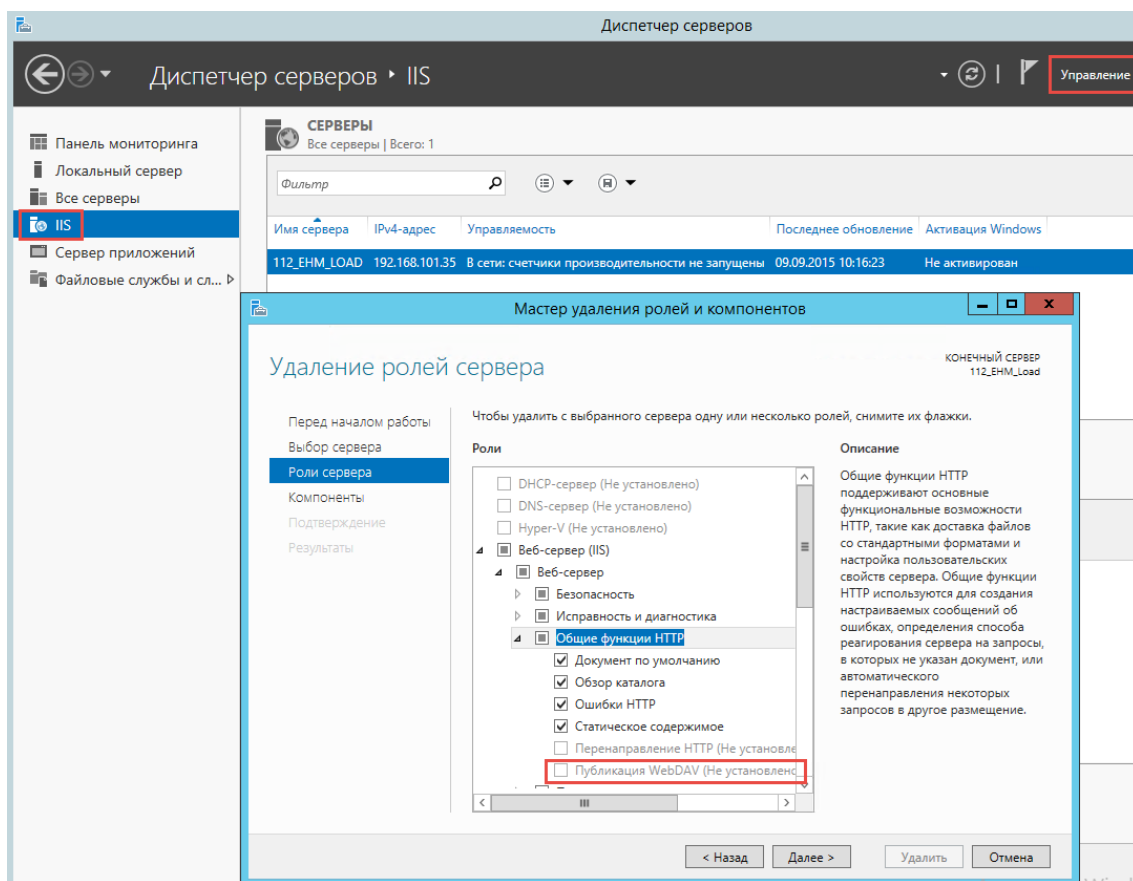 Диспетчер серверов
Диспетчер серверов ‣ IIS
Управление
Панель мониторинга
Локальный сервер
Все серверы
IIS
Сервер приложений
Файловые службы и сл...
СЕРВЕРЫ
Все серверы | Всего: 1
Фильтр
Имя сервера IPv4-адрес Управляемость Последнее обновление Активация Windows
112_EHM_LOAD 192.168.101.35 В сети: счетчики производительности не запущены 09.09.2015 10:16:23 Не активирован
Мастер удаления ролей и компонентов
Удаление ролей сервера
КОНЕЧНЫЙ СЕРВЕР
112_EHM_Load
Перед началом работы
Выбор сервера
Роли сервера
Компоненты
Подтверждение
Результаты
Чтобы удалить с выбранного сервера одну или несколько ролей, снимите их флажки.
Роли
DHCP-сервер (Не установлено)
DNS-сервер (Не установлено)
Hyper-V (Не установлено)
Веб-сервер (IIS)
Веб-сервер
Безопасность
Исправность и диагностика
Общие функции HTTP
Документ по умолчанию
Обзор каталога
Ошибки HTTP
Статическое содержимое
Перенаправление HTTP (Не установле
Публикация WebDAV (Не установленс
Описание
Общие функции HTTP
поддерживают основные
функциональные возможности
HTTP, такие как доставка файлов
со стандартными форматами и
настройка пользовательских
свойств сервера. Общие функции
HTTP используются для создания
настраиваемых сообщений об
ошибках, определения способа
реагирования сервера на запросы,
в которых не указан документ, или
автоматического
перенаправления некоторых
запросов в другое размещение.
< Назад Далее > Удалить Отмена